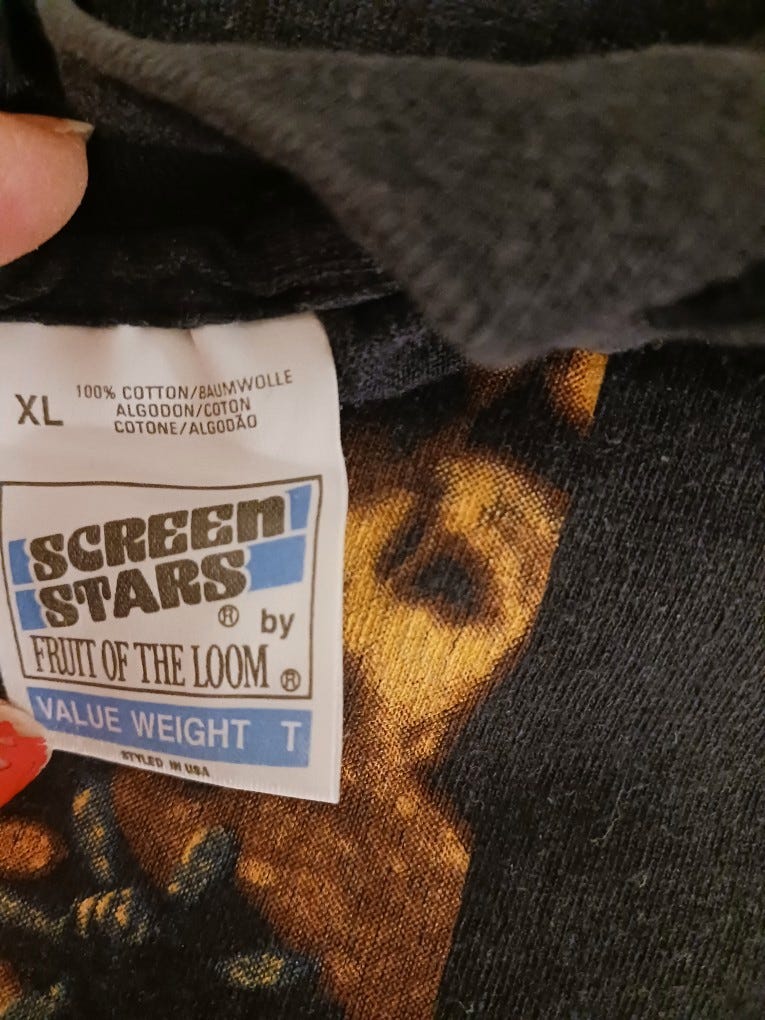 XL
100% COTTON/BAUMWOLLE
ALGODON/COTON
COTONE/ALGODÃO
SCREEN
STARS® by
FRUIT OF THE LOOM®
VALUE WEIGHT T
STYLED IN USA